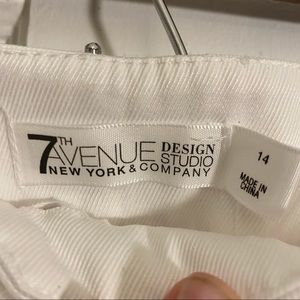 7TH AVENUE DESIGN STUDIO
NEW YORK & COMPANY
14
MADE IN
CHINA